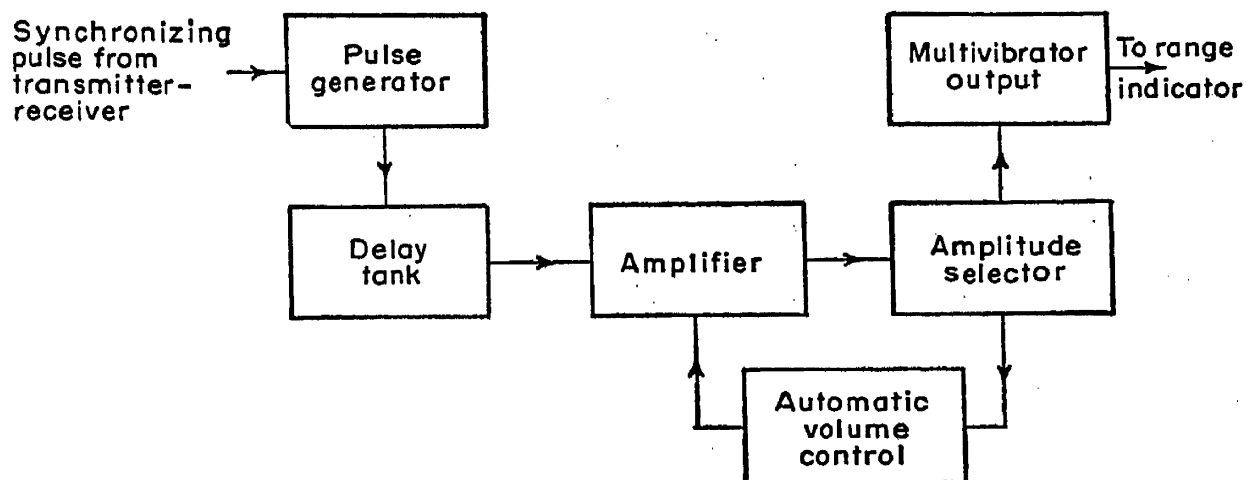 Synchronizing
pulse from
transmitter-
receiver
Pulse
generator
Multivibrator
output
To range
indicator
Delay
tank
Amplifier
Amplitude
selector
Automatic
volume
control